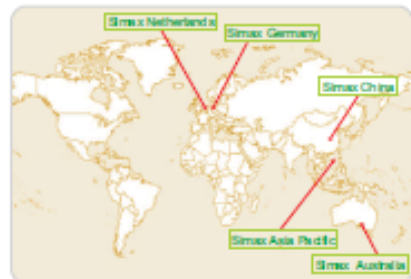 Simax Netherlands
Simax Germany
Simax China
Simax Asia Pacific
Simax Australia